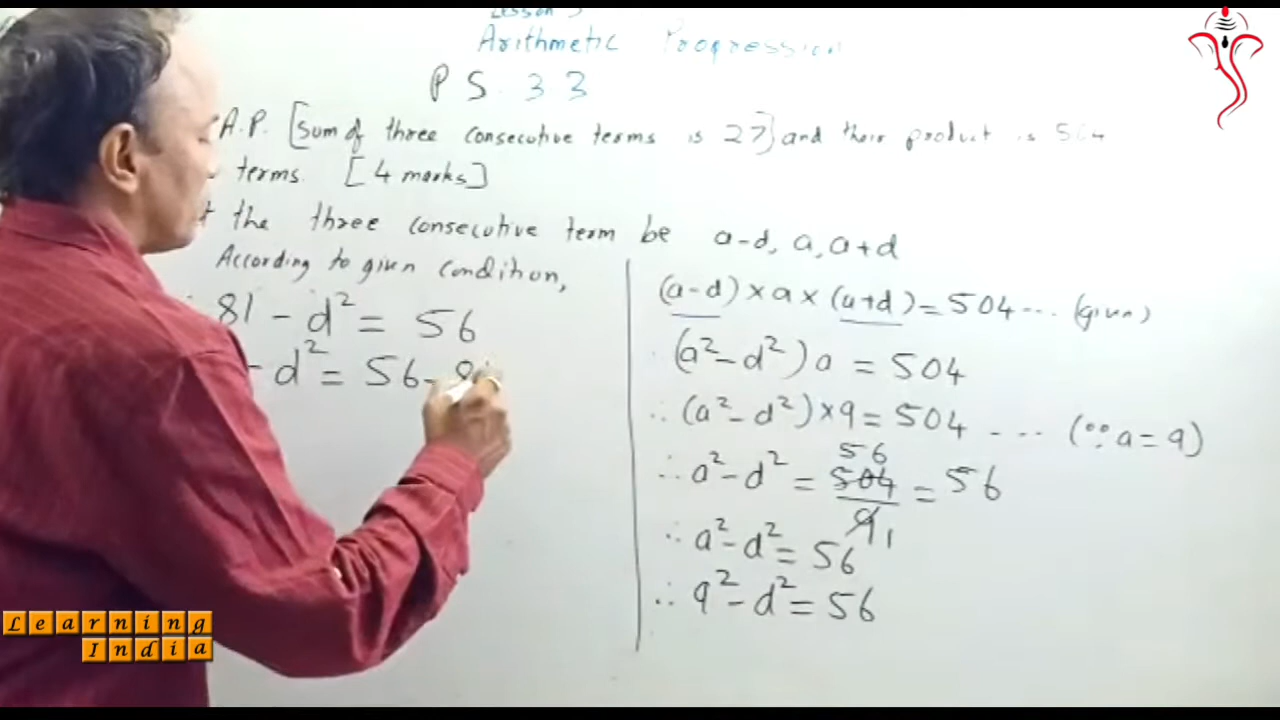 Arithmetic Progression
P S. 3 3
A.P. [Sum of three consecutive terms is 27] and their product is 504
terms. [4 marks]
the three consecutive term be a-d, a, a+d
According to given condition,
81 - d² = 56
- d² = 56 -
(a-d) × a × (a+d) = 504 ... (given)
(a² - d²) a = 504
∴ (a² - d²) × 9 = 504 ... (∵ a = 9)
56
∴ a² - d² = 504/9 = 56
1
∴ a² - d² = 56
∴ 9² - d² = 56
Learning
India